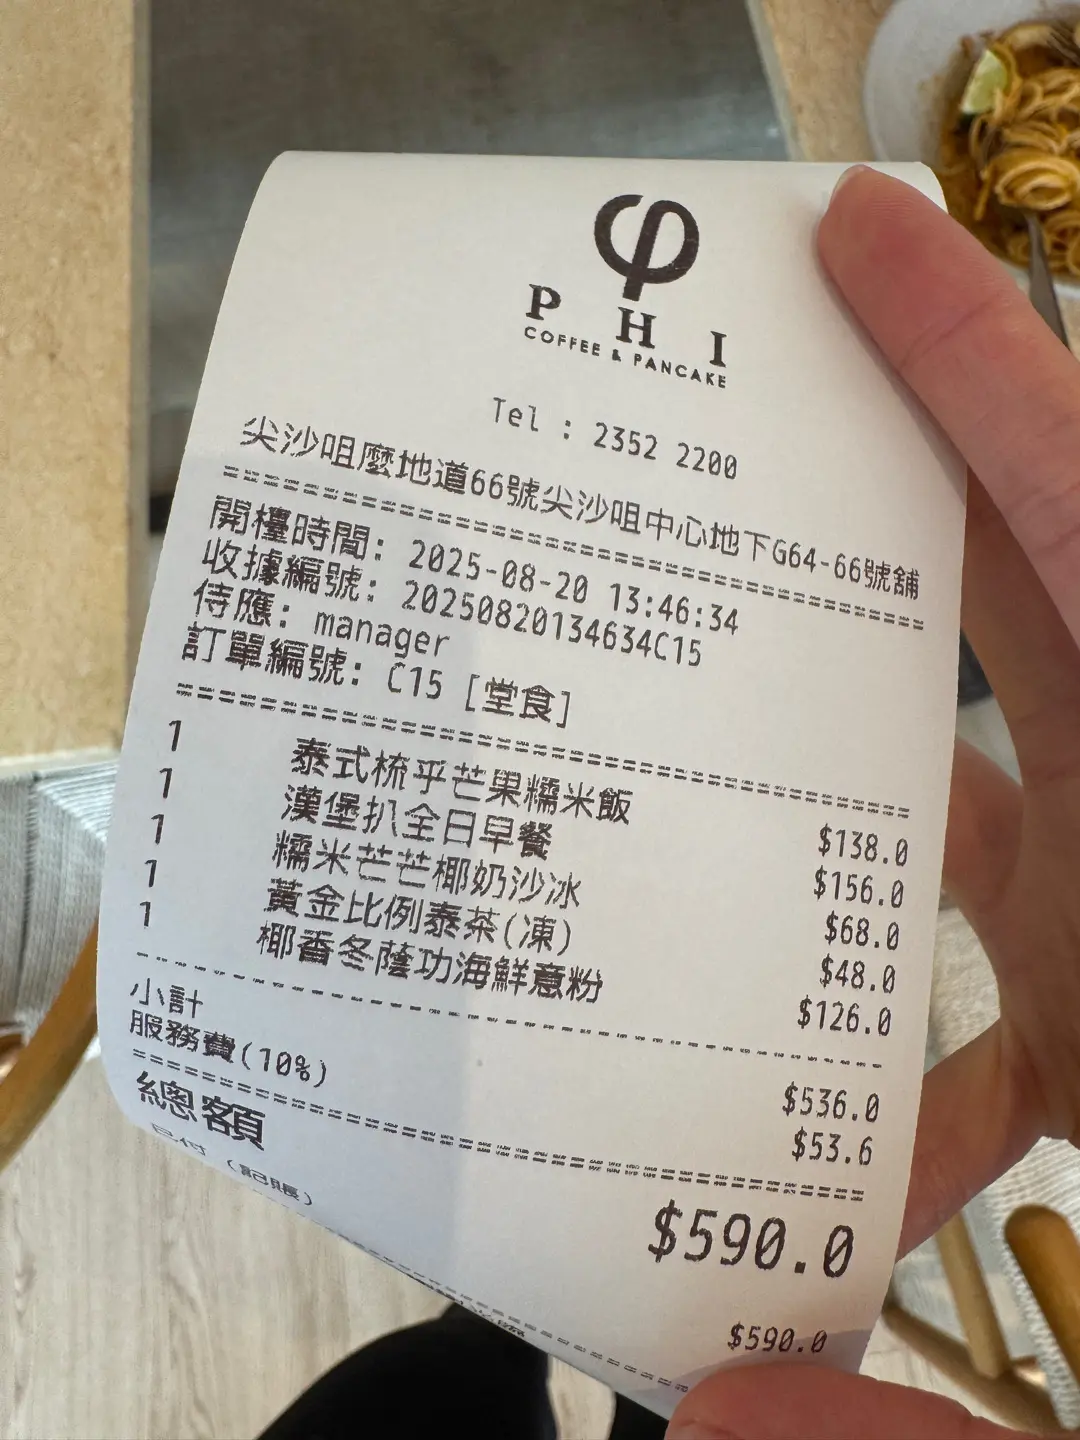 PHI
COFFEE & PANCAKE
Tel : 2352 2200
尖沙咀麼地道66號尖沙咀中心地下G64-66號舖
開檯時間: 2025-08-20 13:46:34
收據編號: 20250820134634C15
侍應: manager
訂單編號: C15 [堂食]
1 泰式梳乎芒果糯米飯 $138.0
1 漢堡扒全日早餐 $156.0
1 糯米芒芒椰奶沙冰 $68.0
1 黃金比例泰茶(凍) $48.0
1 椰香冬蔭功海鮮意粉 $126.0
小計 $536.0
服務費(10%) $53.6
總額 $590.0
已付 (記賬) $590.0